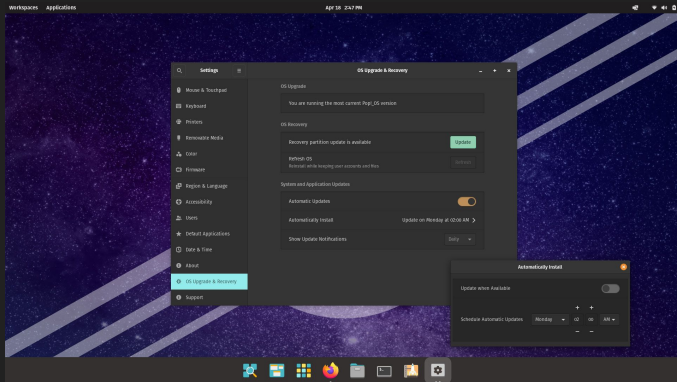 Workspaces Applications
Apr 18 2:47 PM
Settings
OS Upgrade & Recovery
Mouse & Touchpad
Keyboard
Printers
Removable Media
Color
Firmware
Region & Language
Accessibility
Users
Default Applications
Date & Time
About
OS Upgrade & Recovery
Support
OS Upgrade
You are running the most current Pop!_OS version
OS Recovery
Recovery partition update is available
Update
Refresh OS
Refresh
Reinstall while keeping user accounts and files
System and Application Updates
Automatic Updates
Automatically Install
Update on Monday at 02:00 AM
Show Update Notifications
Daily
Automatically Install
Update when Available
Schedule Automatic Updates
Monday
02
00
AM